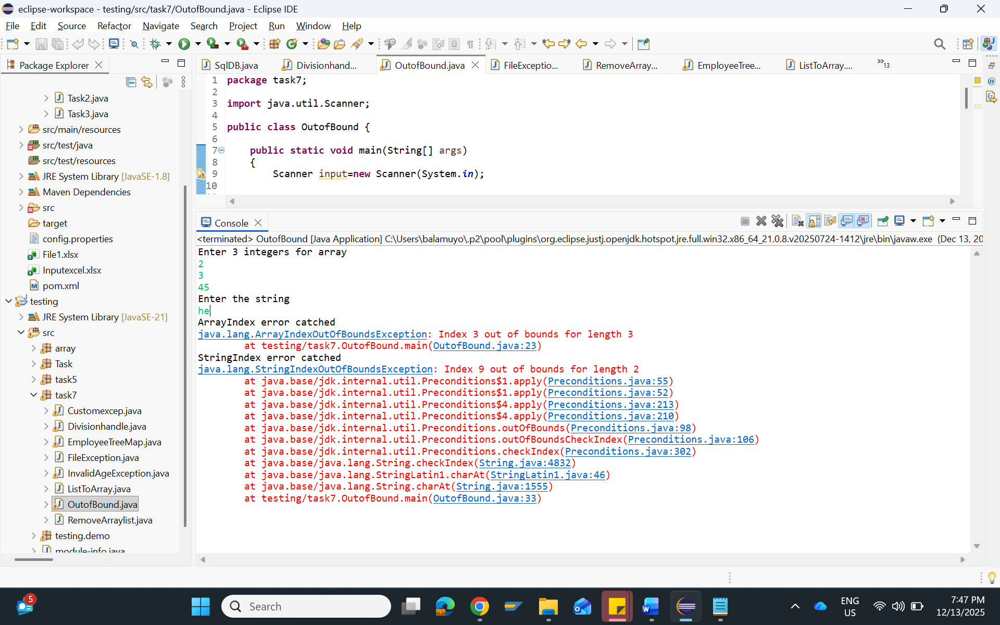 eclipse-workspace - testing/src/task7/OutofBound.java - Eclipse IDE
File Edit Source Refactor Navigate Search Project Run Window Help
Package Explorer
Task2.java
Task3.java
src/main/resources
src/test/java
src/test/resources
JRE System Library [JavaSE-1.8]
Maven Dependencies
src
target
config.properties
File1.xlsx
Inputexcel.xlsx
pom.xml
testing
JRE System Library [JavaSE-21]
src
array
Task
task5
task7
Customexcep.java
Divisionhandle.java
EmployeeTreeMap.java
FileException.java
InvalidAgeException.java
ListToArray.java
OutofBound.java
RemoveArraylist.java
testing.demo
module-info.java
SqlDB.java Divisionhand... OutofBound.java FileExceptio... RemoveArray... EmployeeTree... ListToArray.... »13
1 package task7;
2
3 import java.util.Scanner;
4
5 public class OutofBound {
6
7 public static void main(String[] args)
8 {
9 Scanner input=new Scanner(System.in);
10
Console
<terminated> OutofBound [Java Application] C:\Users\balamuyo\.p2\pool\plugins\org.eclipse.justj.openjdk.hotspot.jre.full.win32.x86_64_21.0.8.v20250724-1412\jre\bin\javaw.exe (Dec 13, 20
Enter 3 integers for array
2
3
45
Enter the string
he
ArrayIndex error catched
java.lang.ArrayIndexOutOfBoundsException: Index 3 out of bounds for length 3
at testing/task7.OutofBound.main(OutofBound.java:23)
StringIndex error catched
java.lang.StringIndexOutOfBoundsException: Index 9 out of bounds for length 2
at java.base/jdk.internal.util.Preconditions$1.apply(Preconditions.java:55)
at java.base/jdk.internal.util.Preconditions$1.apply(Preconditions.java:52)
at java.base/jdk.internal.util.Preconditions$4.apply(Preconditions.java:213)
at java.base/jdk.internal.util.Preconditions$4.apply(Preconditions.java:210)
at java.base/jdk.internal.util.Preconditions.outOfBounds(Preconditions.java:98)
at java.base/jdk.internal.util.Preconditions.outOfBoundsCheckIndex(Preconditions.java:106)
at java.base/jdk.internal.util.Preconditions.checkIndex(Preconditions.java:302)
at java.base/java.lang.String.checkIndex(String.java:4832)
at java.base/java.lang.StringLatin1.charAt(StringLatin1.java:46)
at java.base/java.lang.String.charAt(String.java:1555)
at testing/task7.OutofBound.main(OutofBound.java:33)
5
Search
ENG
US
7:47 PM
12/13/2025